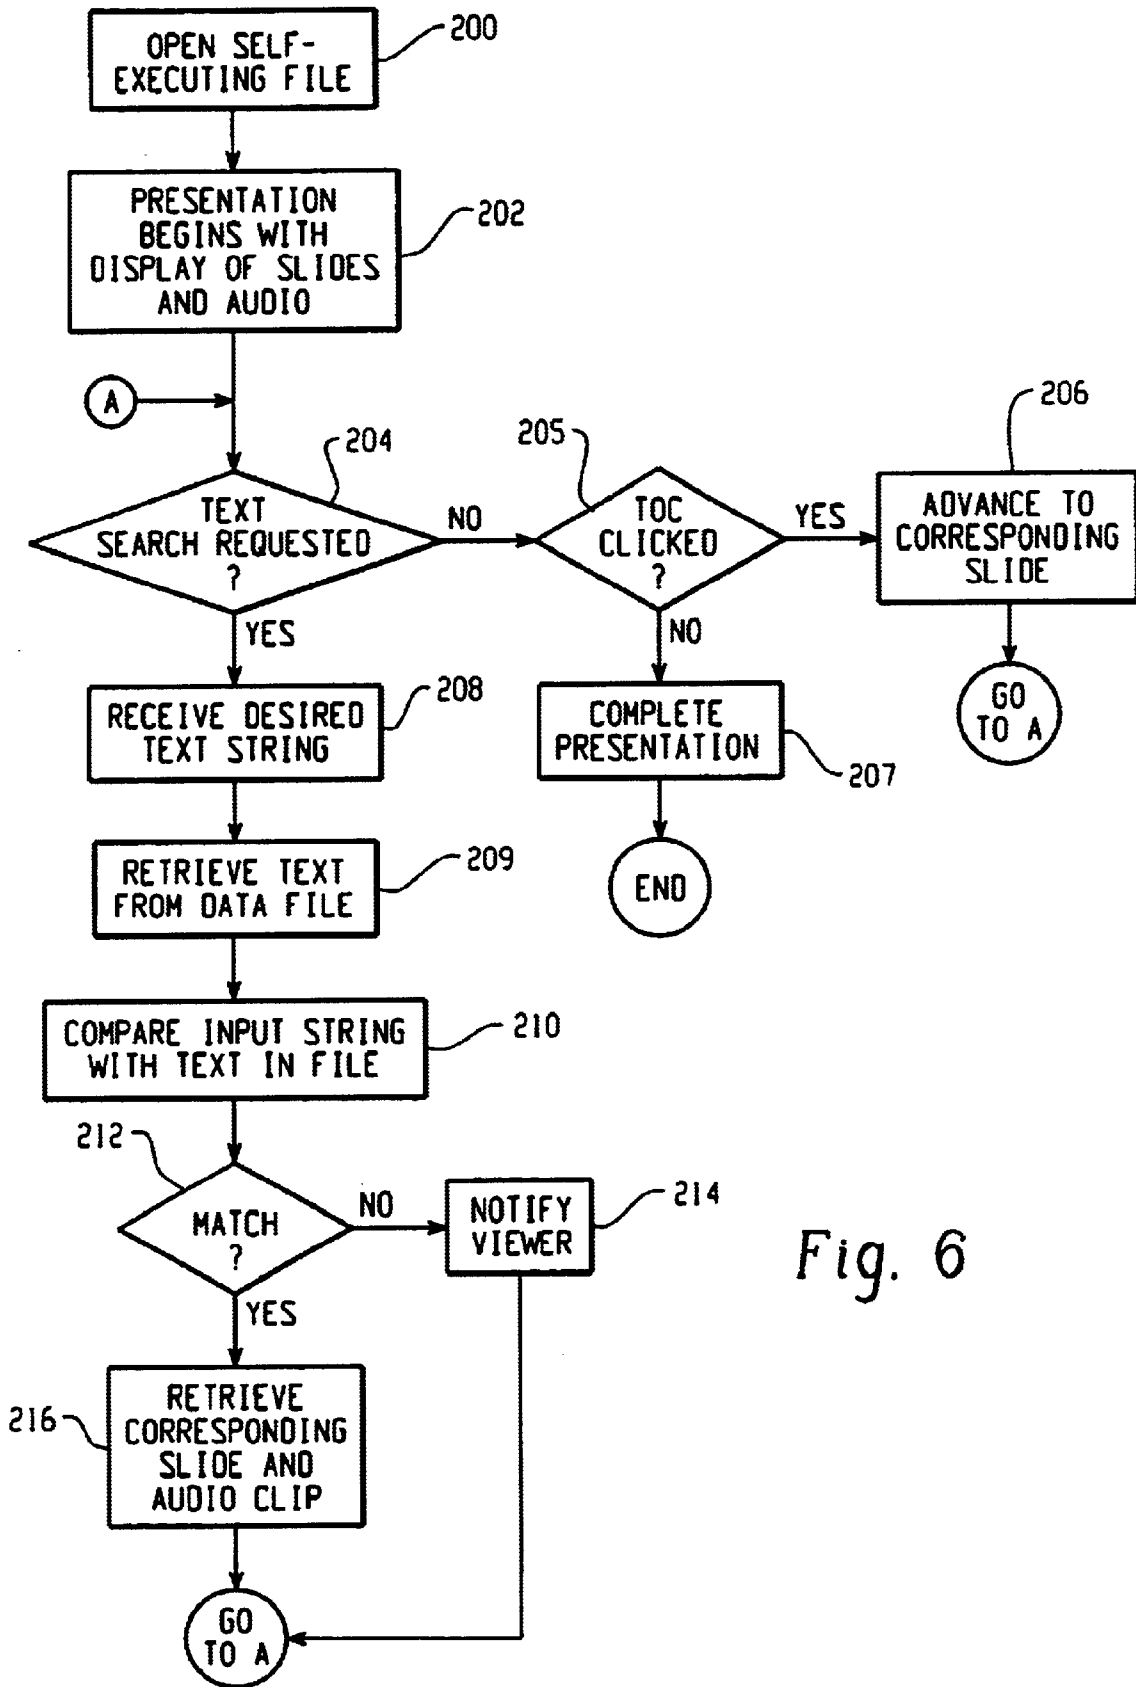 OPEN SELF-
EXECUTING FILE
200
PRESENTATION
BEGINS WITH
DISPLAY OF SLIDES
AND AUDIO
202
A
204
TEXT
SEARCH REQUESTED
?
NO
205
TOC
CLICKED
?
YES
206
ADVANCE TO
CORRESPONDING
SLIDE
GO
TO A
NO
COMPLETE
PRESENTATION
207
END
YES
RECEIVE DESIRED
TEXT STRING
208
RETRIEVE TEXT
FROM DATA FILE
209
COMPARE INPUT STRING
WITH TEXT IN FILE
210
212
MATCH
?
NO
NOTIFY
VIEWER
214
YES
216
RETRIEVE
CORRESPONDING
SLIDE AND
AUDIO CLIP
GO
TO A
Fig. 6